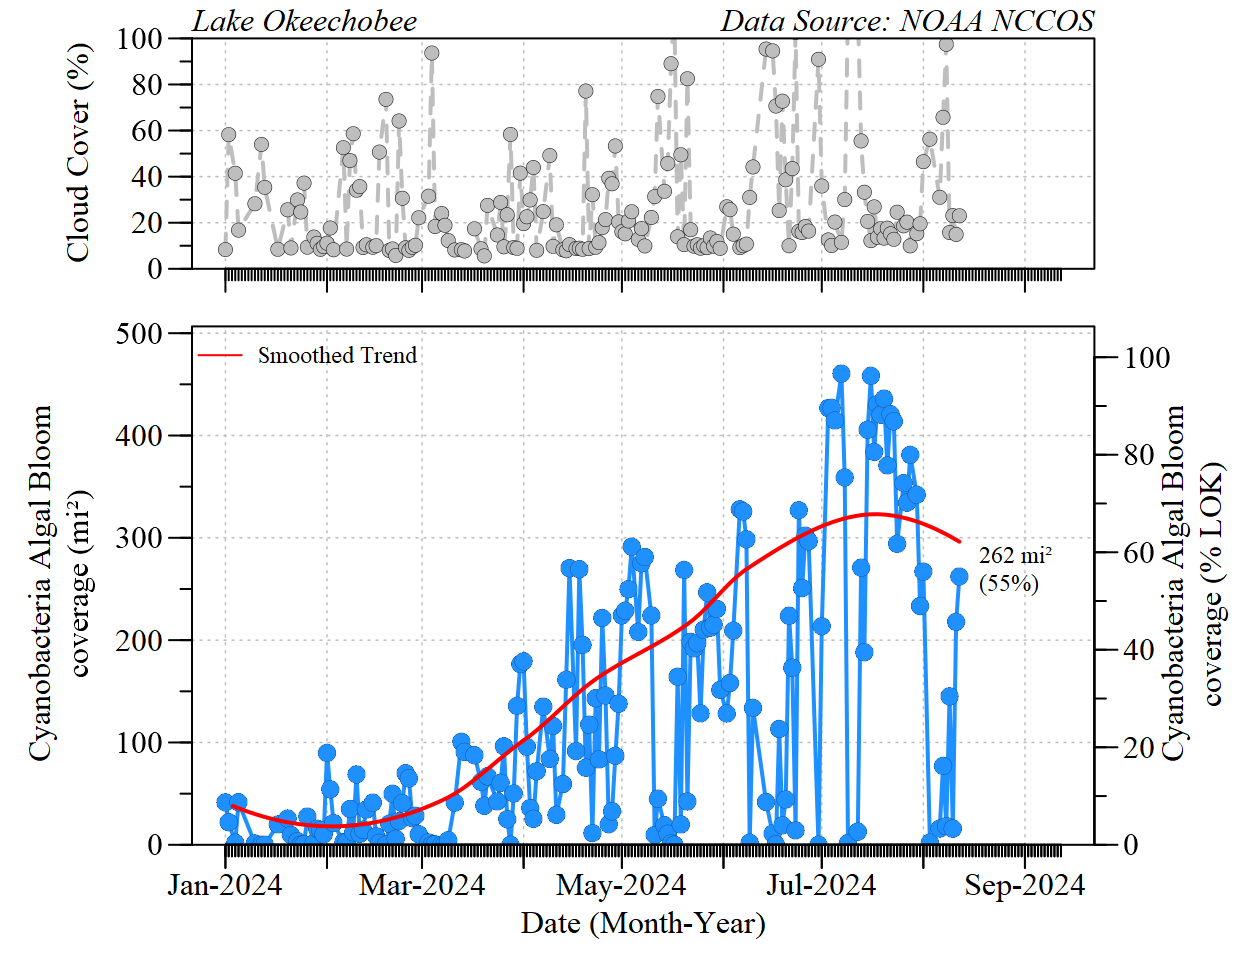 Lake Okeechobee Data Source: NOAA NCCOS
Cloud Cover (%)
100
80
60
40
20
0
Smoothed Trend
Cyanobacteria Algal Bloom
coverage (mi²)
500
400
300
200
100
0
262 mi²
(55%)
100
80
60
40
20
0
Cyanobacteria Algal Bloom
coverage (% LOK)
Jan-2024 Mar-2024 May-2024 Jul-2024 Sep-2024
Date (Month-Year)